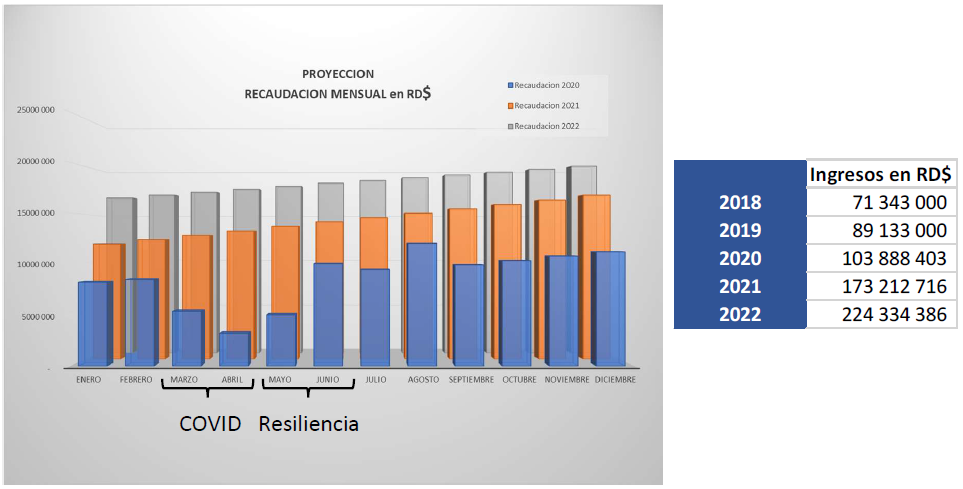 PROYECCION
RECAUDACION MENSUAL en RD$
Recaudacion 2020
Recaudacion 2021
Recaudacion 2022
25000 000
20000 000
15000 000
10000 000
5000 000
-
ENERO FEBRERO MARZO ABRIL MAYO JUNIO JULIO AGOSTO SEPTIEMBRE OCTUBRE NOVIEMBRE DICIEMBRE
COVID Resiliencia
Ingresos en RD$
2018 71 343 000
2019 89 133 000
2020 103 888 403
2021 173 212 716
2022 224 334 386